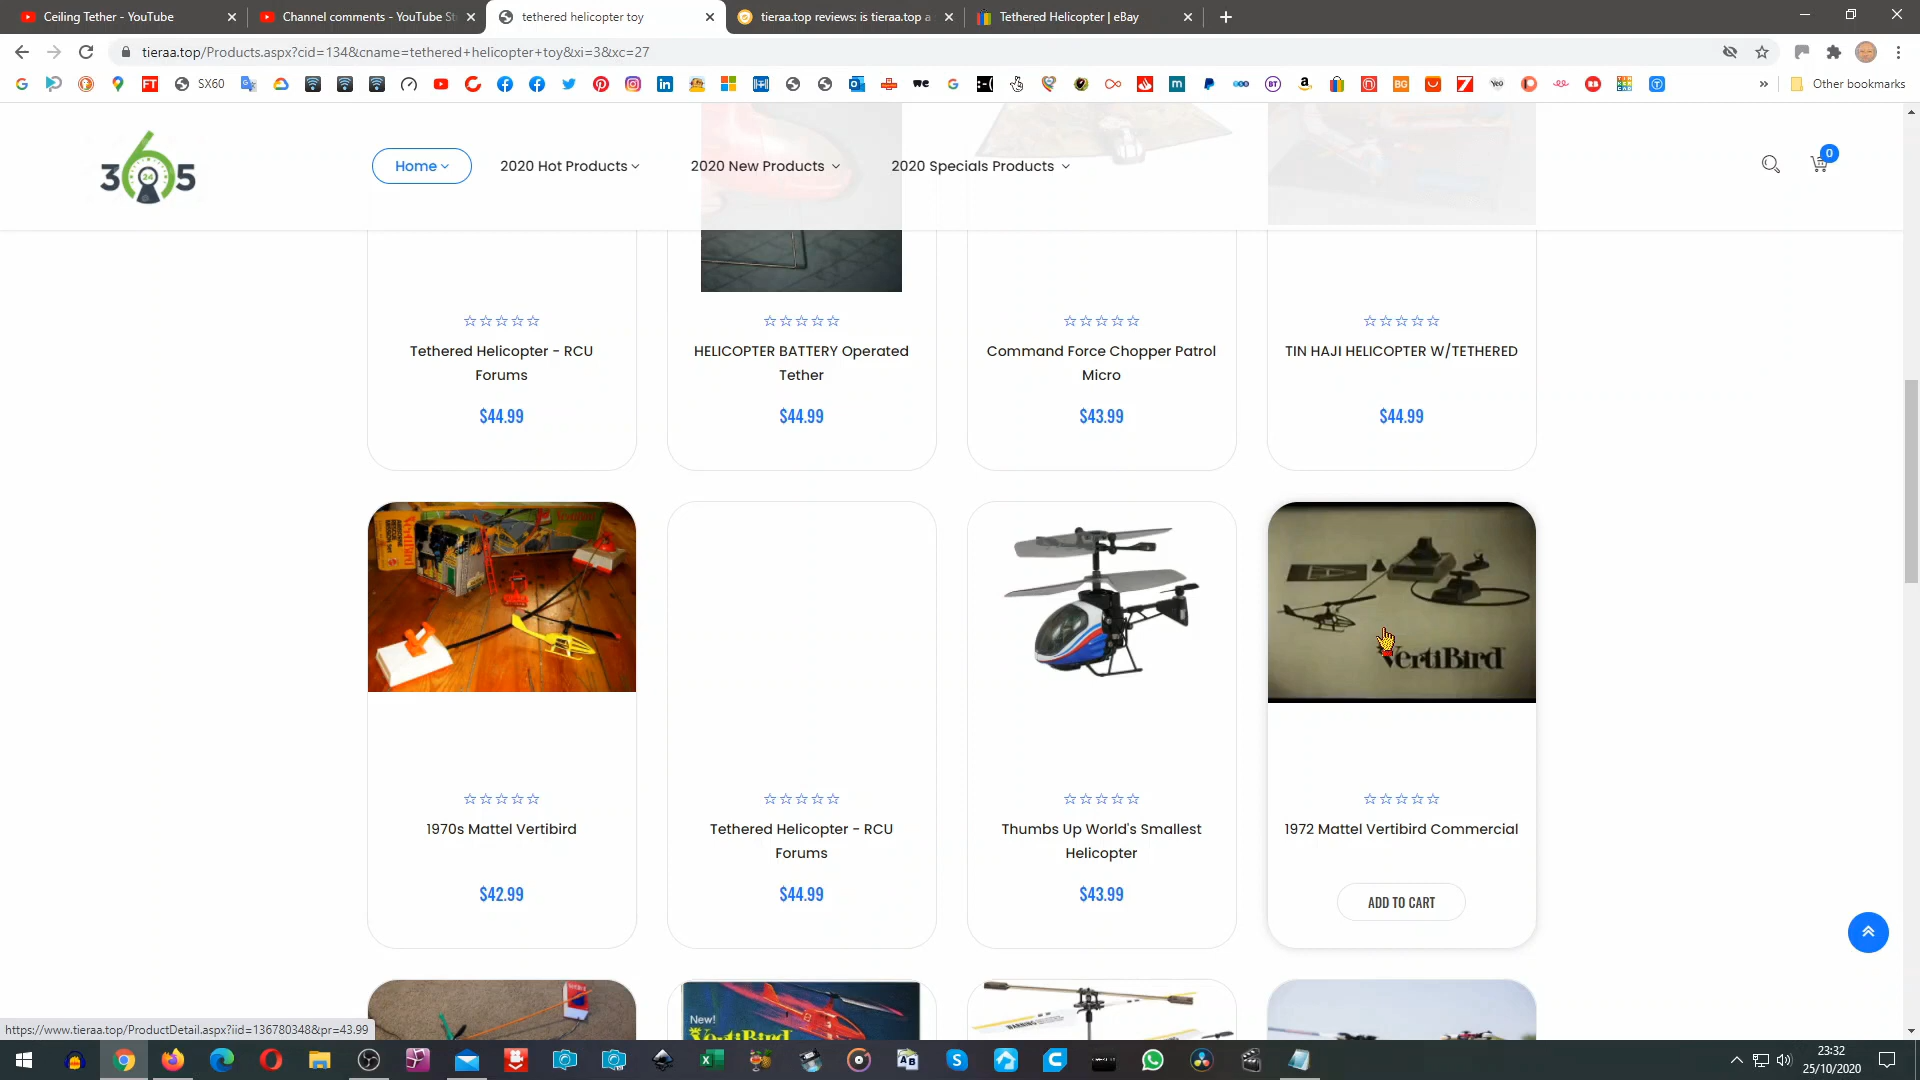 Ceiling Tether - YouTube
Channel comments - YouTube St
tethered helicopter toy
tieraa.top reviews: is tieraa.top a
Tethered Helicopter | eBay
tieraa.top/Products.aspx?cid=134&cname=tethered+helicopter+toy&xi=3&xc=27
SX60
Other bookmarks
365
24
Home
2020 Hot Products
2020 New Products
2020 Specials Products
0
Tethered Helicopter - RCU
Forums
$44.99
HELICOPTER BATTERY Operated
Tether
$44.99
Command Force Chopper Patrol
Micro
$43.99
TIN HAJI HELICOPTER W/TETHERED
$44.99
1970s Mattel Vertibird
$42.99
Tethered Helicopter - RCU
Forums
$44.99
Thumbs Up World's Smallest
Helicopter
$43.99
VertiBird
1972 Mattel Vertibird Commercial
ADD TO CART
New!
VertiBird
WARNING
https://www.tieraa.top/ProductDetail.aspx?iid=136780348&pr=43.99
23:32
25/10/2020